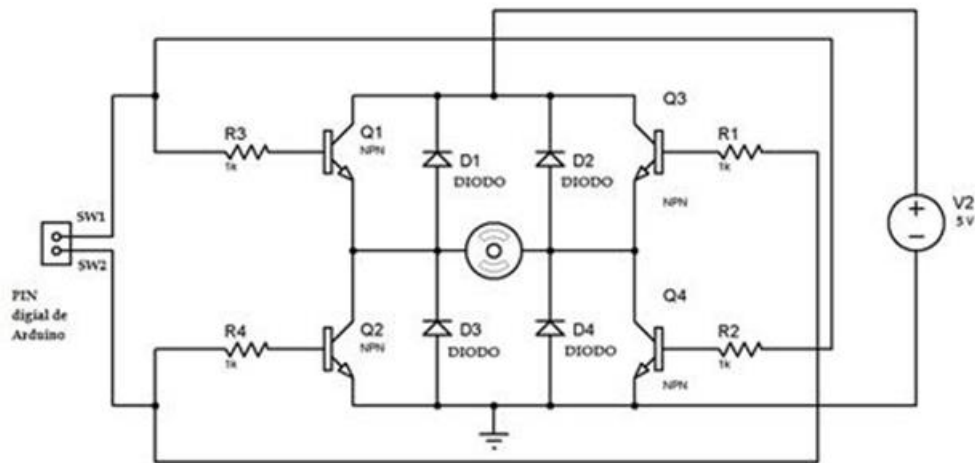 Q3
R3
1k
Q1
NPN
D1
DIODO
D2
DIODO
R1
1k
NPN
V2
5 V
SW1
SW2
PIN
digial de
Arduino
R4
1k
Q2
NPN
D3
DIODO
D4
DIODO
Q4
R2
1k
NPN
+
−